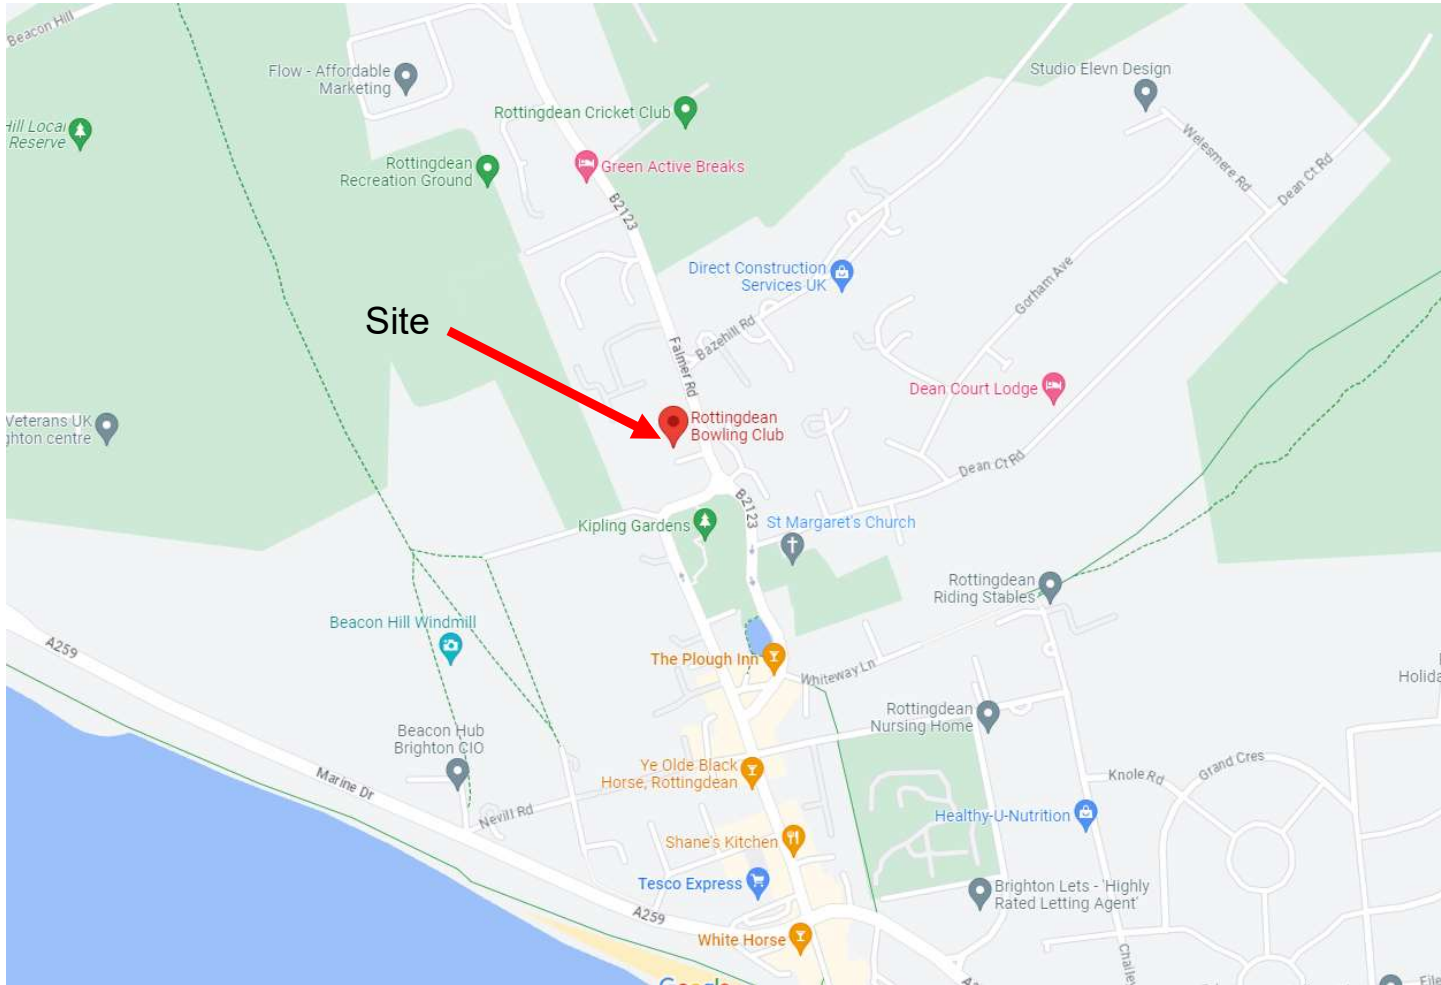 Beacon Hill
Flow - Affordable
Marketing
Studio Elevn Design
Rottingdean Cricket Club
Hill Local
Reserve
Welesmere Rd
Rottingdean
Recreation Ground
Green Active Breaks
Dean Ct Rd
B2123
Direct Construction
Services UK
Gorham Ave
Site
Bazehill Rd
Falmer Rd
Dean Court Lodge
Veterans UK
ghton centre
Rottingdean
Bowling Club
Dean Ct Rd
B2123
Kipling Gardens
St Margaret's Church
Rottingdean
Riding Stables
Beacon Hill Windmill
A259
The Plough Inn
Whiteway Ln
Holida
Rottingdean
Nursing Home
Beacon Hub
Brighton CIO
Ye Olde Black
Horse, Rottingdean
Marine Dr
Knole Rd
Grand Cres
Nevill Rd
Healthy-U-Nutrition
Shane's Kitchen
Tesco Express
Brighton Lets - 'Highly
Rated Letting Agent'
A259
White Horse
Chailey
Google
Eile